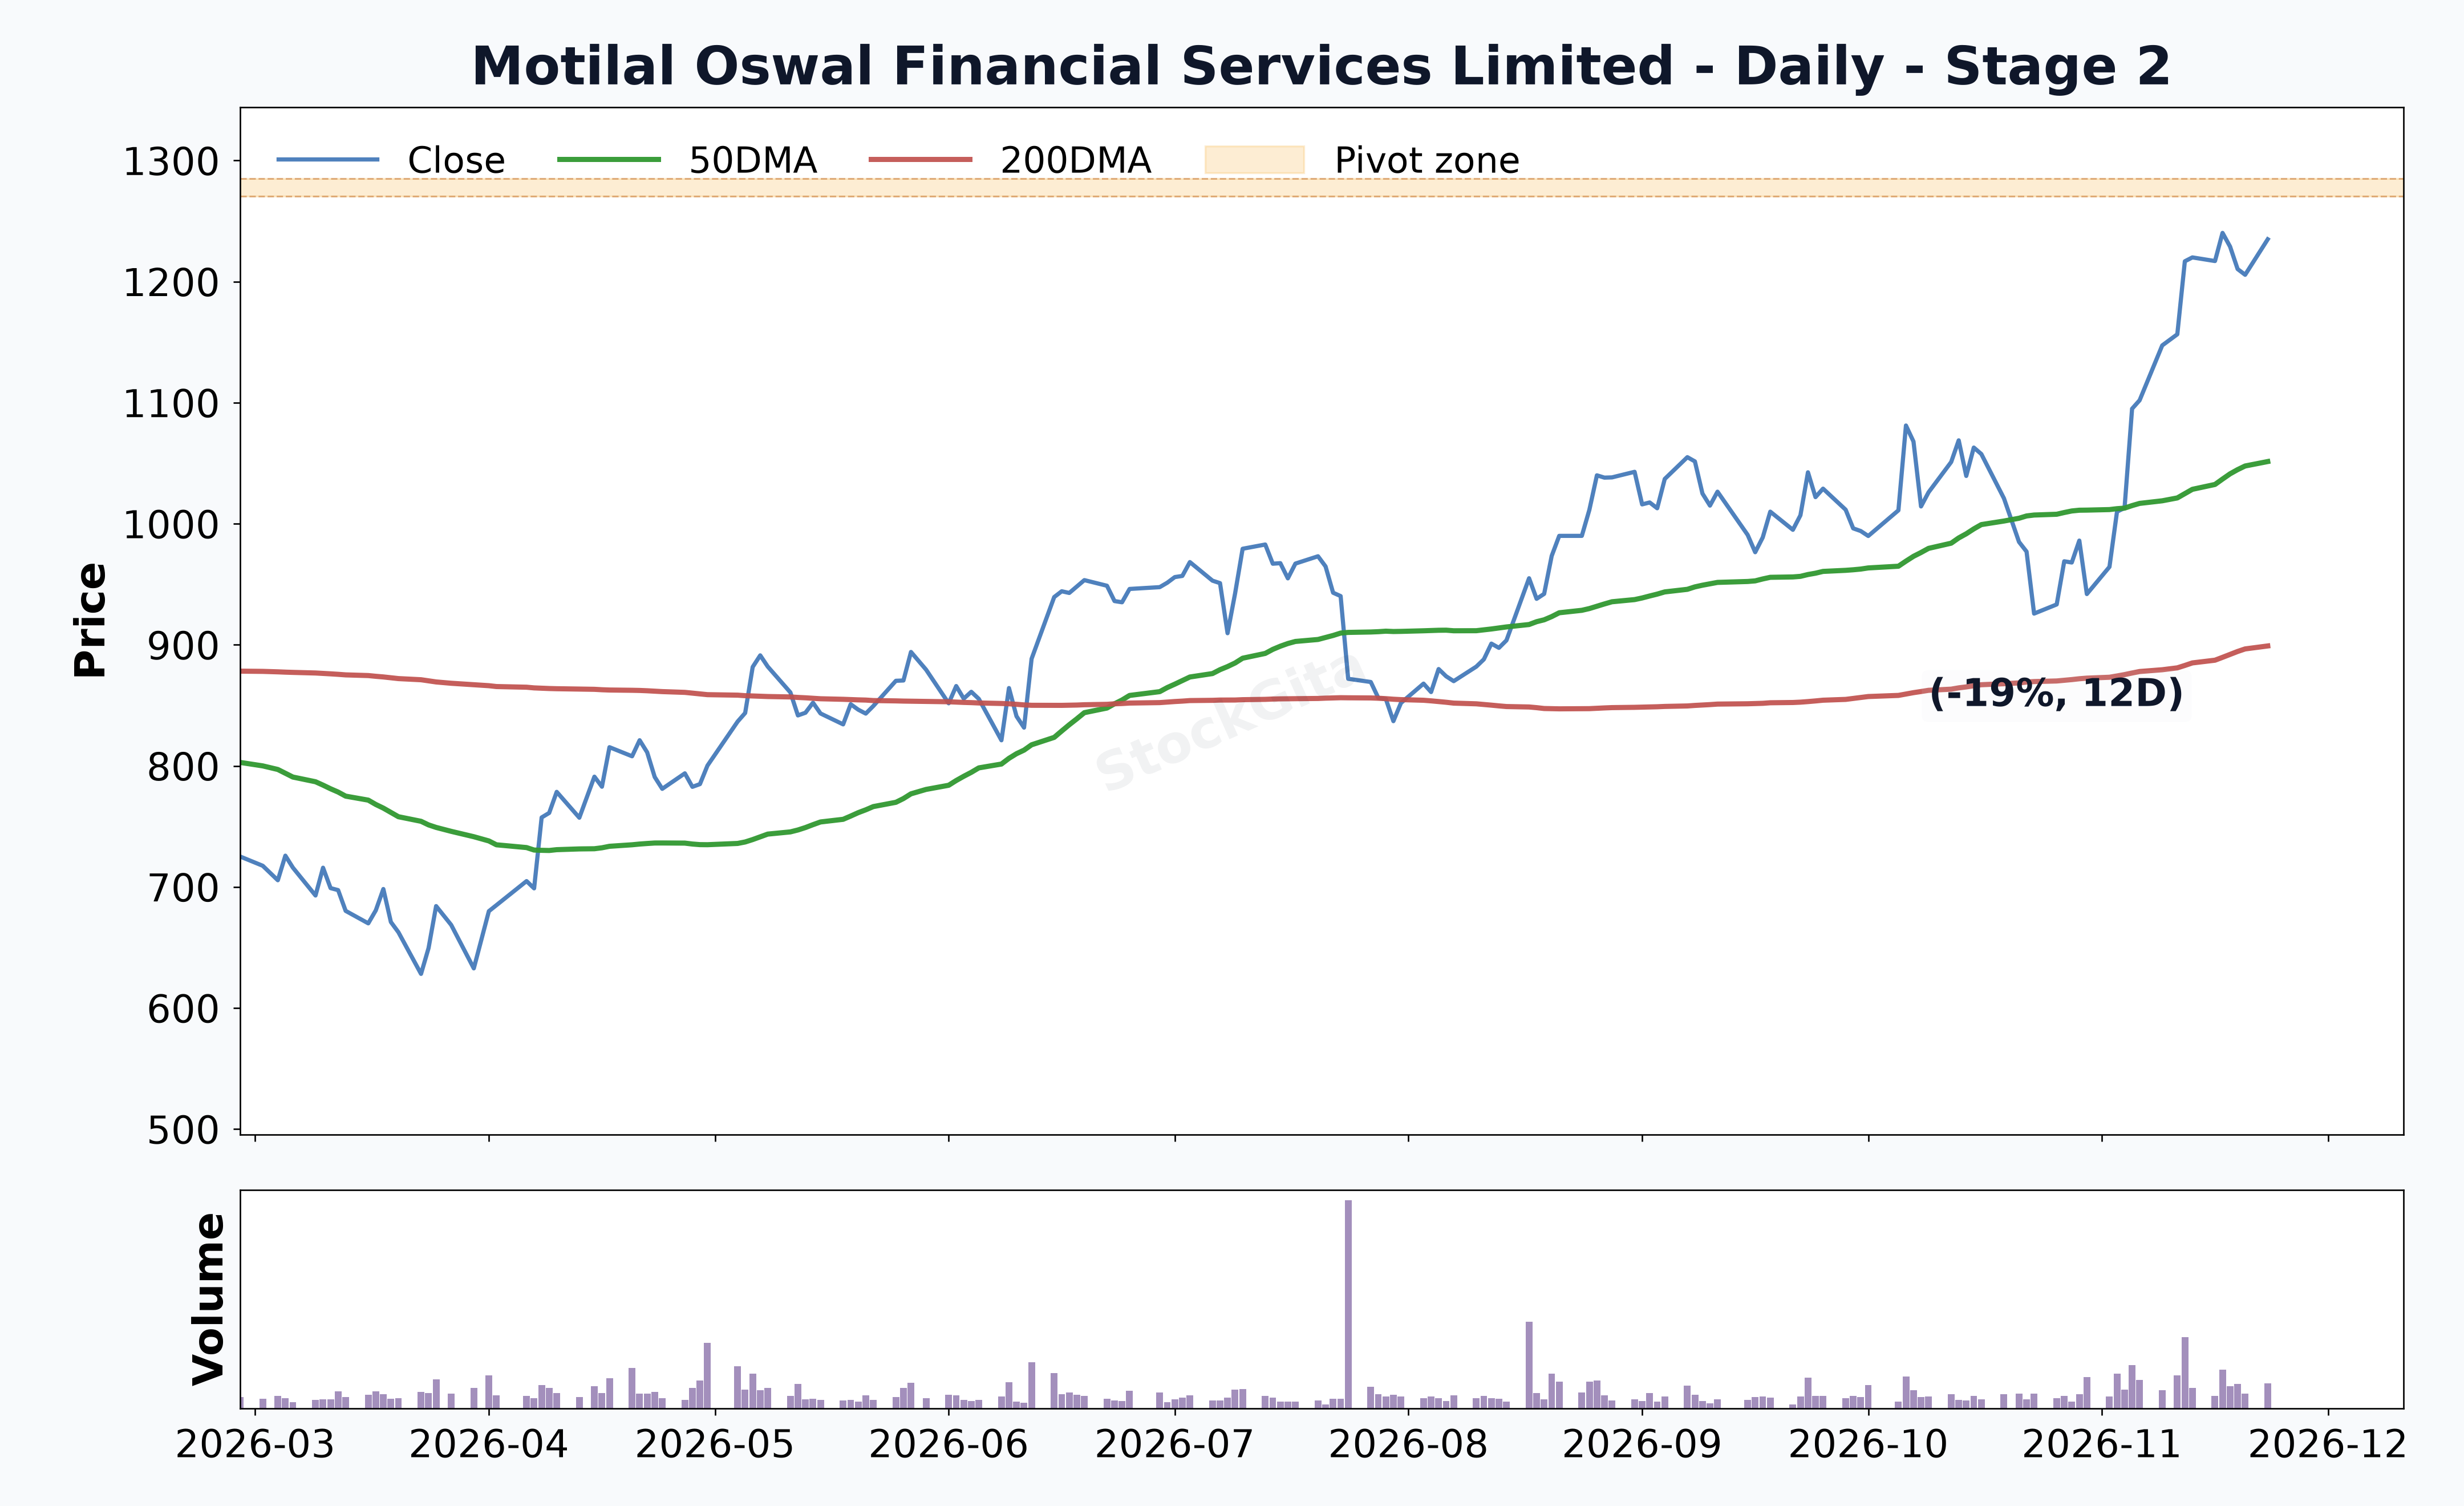 Motilal Oswal Financial Services Limited - Daily - Stage 2
Close 50DMA 200DMA Pivot zone
Price
1300
1200
1100
1000
900
800
700
600
500
(-19%, 12D)
StockGita
Volume
2026-03 2026-04 2026-05 2026-06 2026-07 2026-08 2026-09 2026-10 2026-11 2026-12